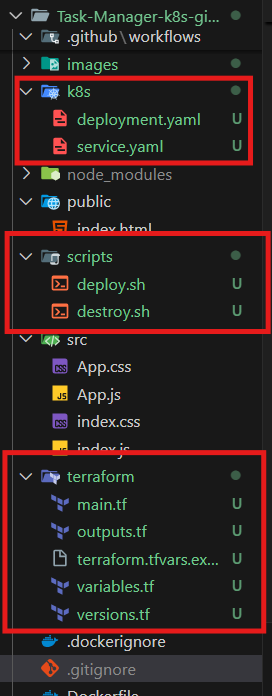 Task-Manager-k8s-gi...
.github\workflows
images
k8s
deployment.yaml U
service.yaml U
node_modules
public
index.html
scripts
deploy.sh U
destroy.sh U
src
App.css
JS App.js
index.css
JS index.js
terraform
main.tf U
outputs.tf U
terraform.tfvars.ex... U
variables.tf U
versions.tf U
.dockerignore
.gitignore
Dockerfile